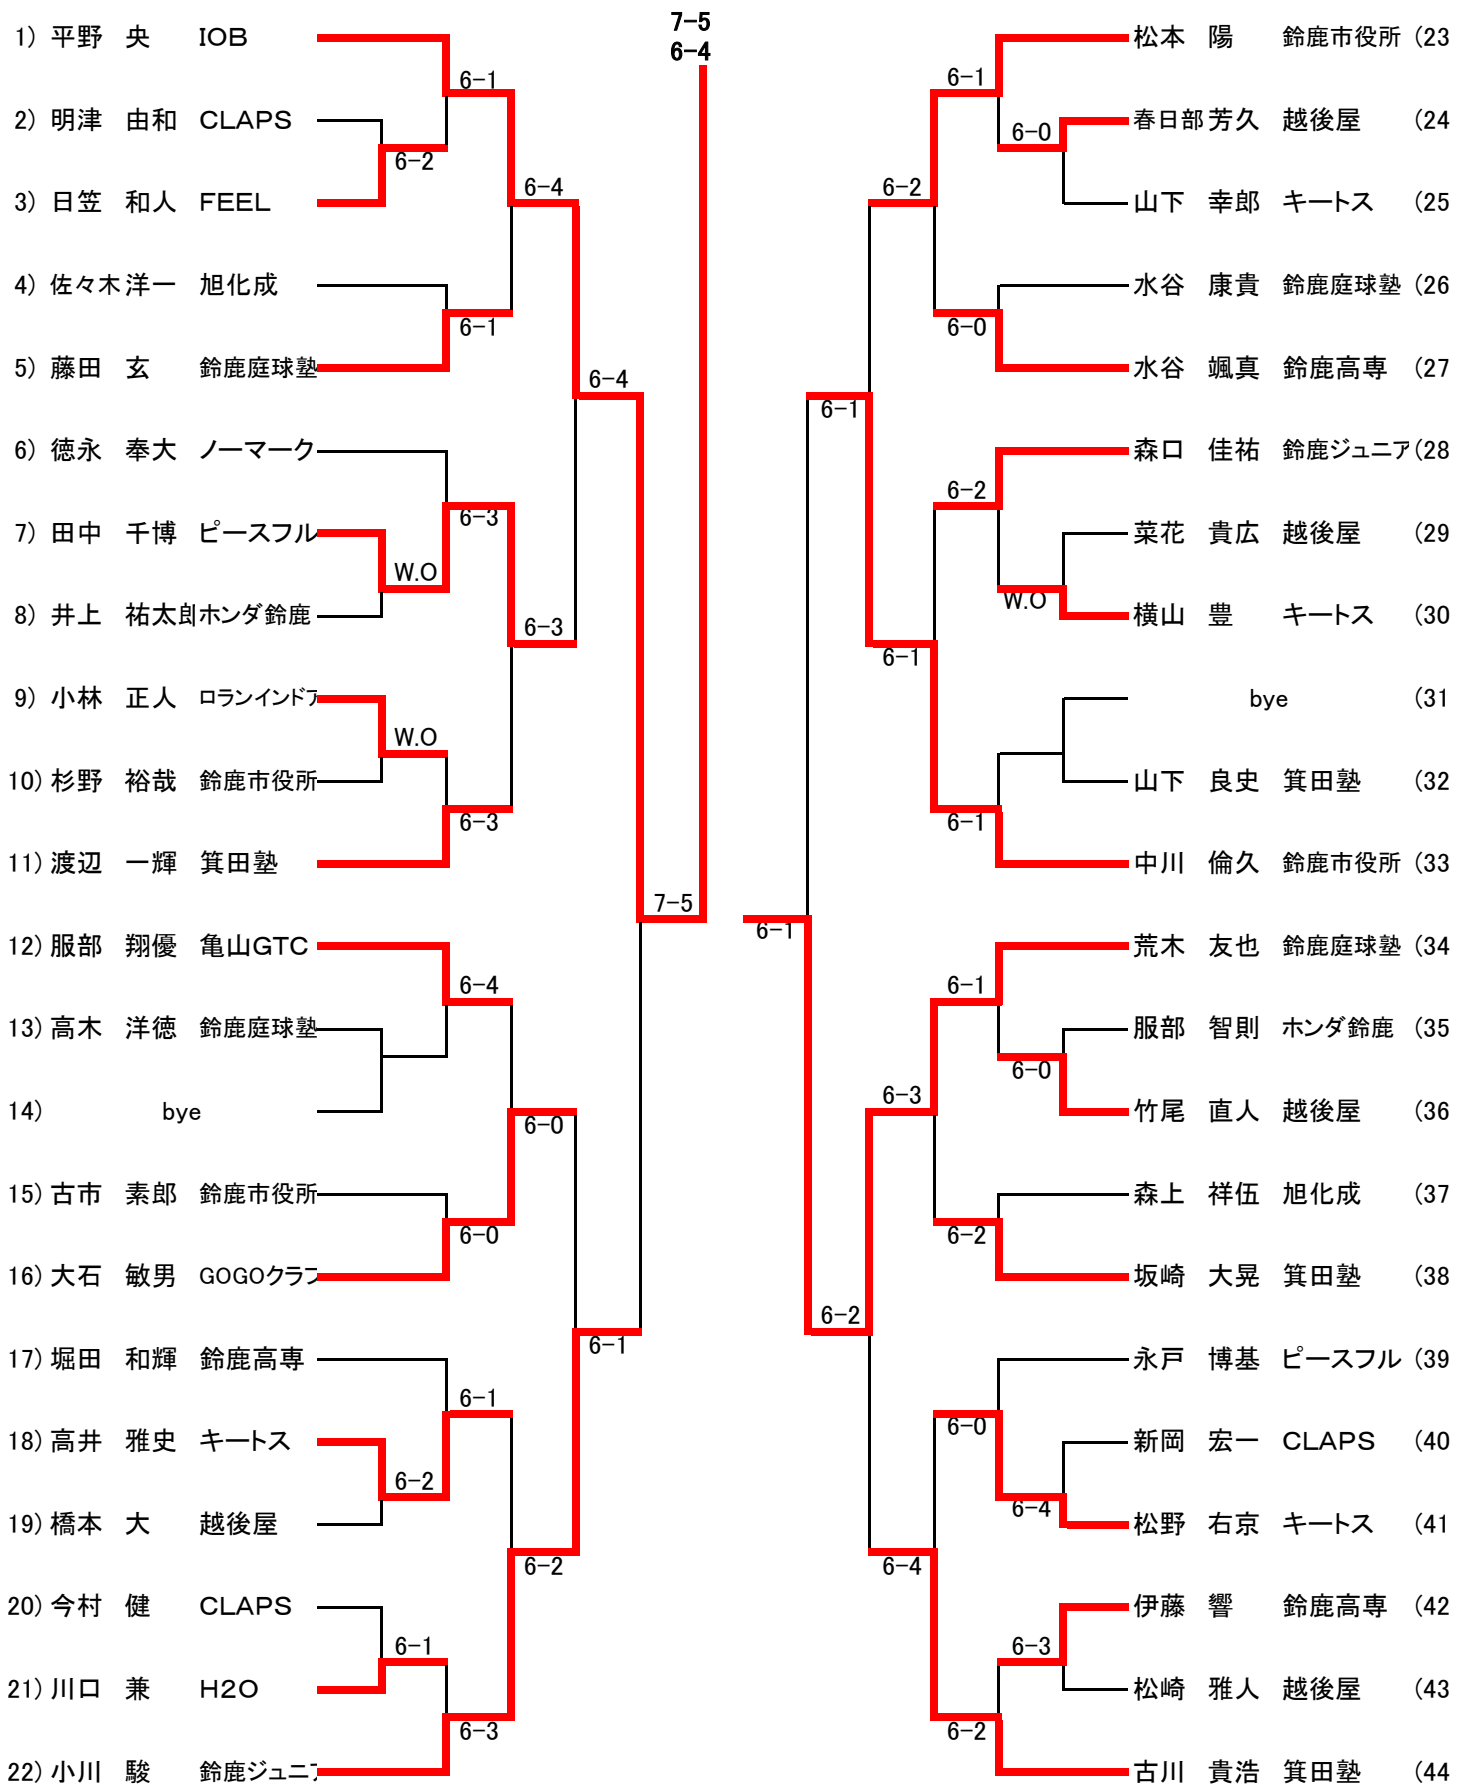 7-5
6-4
1) 平野 央 IOB
6-1
2) 明津 由和 CLAPS
6-2
3) 日笠 和人 FEEL
6-4
4) 佐々木 洋一 旭化成
6-1
5) 藤田 玄 鈴鹿庭球塾
6-4
6) 徳永 奉大 ノーマーク
6-3
7) 田中 千博 ピースフル
W.O
8) 井上 祐太郎 ホンダ鈴鹿
6-3
9) 小林 正人 ロランインドア
W.O
10) 杉野 裕哉 鈴鹿市役所
6-3
11) 渡辺 一輝 箕田塾
7-5
12) 服部 翔優 亀山GTC
6-4
13) 高木 洋徳 鈴鹿庭球塾
14) bye
6-0
15) 古市 素郎 鈴鹿市役所
6-0
16) 大石 敏男 GOGOクラブ
6-1
17) 堀田 和輝 鈴鹿高専
6-1
18) 高井 雅史 キートス
6-2
19) 橋本 大 越後屋
6-2
20) 今村 健 CLAPS
6-1
21) 川口 兼 H2O
6-3
22) 小川 駿 鈴鹿ジュニア
松本 陽 鈴鹿市役所 (23
6-1
春日部 芳久 越後屋 (24
6-0
山下 幸郎 キートス (25
6-2
水谷 康貴 鈴鹿庭球塾 (26
6-0
水谷 颯真 鈴鹿高専 (27
6-1
森口 佳祐 鈴鹿ジュニア (28
6-2
菜花 貴広 越後屋 (29
W.O
横山 豊 キートス (30
6-1
bye (31
山下 良史 箕田塾 (32
6-1
中川 倫久 鈴鹿市役所 (33
6-1
荒木 友也 鈴鹿庭球塾 (34
6-1
服部 智則 ホンダ鈴鹿 (35
6-0
竹尾 直人 越後屋 (36
6-3
森上 祥伍 旭化成 (37
6-2
坂崎 大晃 箕田塾 (38
6-2
永戸 博基 ピースフル (39
6-0
新岡 宏一 CLAPS (40
6-4
松野 右京 キートス (41
6-4
伊藤 響 鈴鹿高専 (42
6-3
松崎 雅人 越後屋 (43
6-2
古川 貴浩 箕田塾 (44